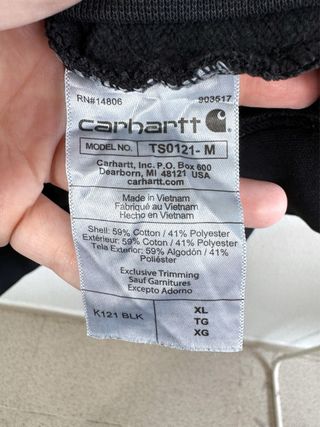 RN#14806 903517
carhartt
MODEL NO. TS0121- M
Carhartt, Inc. P.O. Box 600
Dearborn, MI 48121 USA
carhartt.com
Made in Vietnam
Fabriqué au Vietnam
Hecho en Vietnam
Shell: 59% Cotton / 41% Polyester
Extérieur: 59% Coton / 41% Polyester
Tela Exterior: 59% Algodón / 41%
Poliéster
Exclusive Trimming
Sauf Garnitures
Excepto Adorno
K121 BLK XL
TG
XG